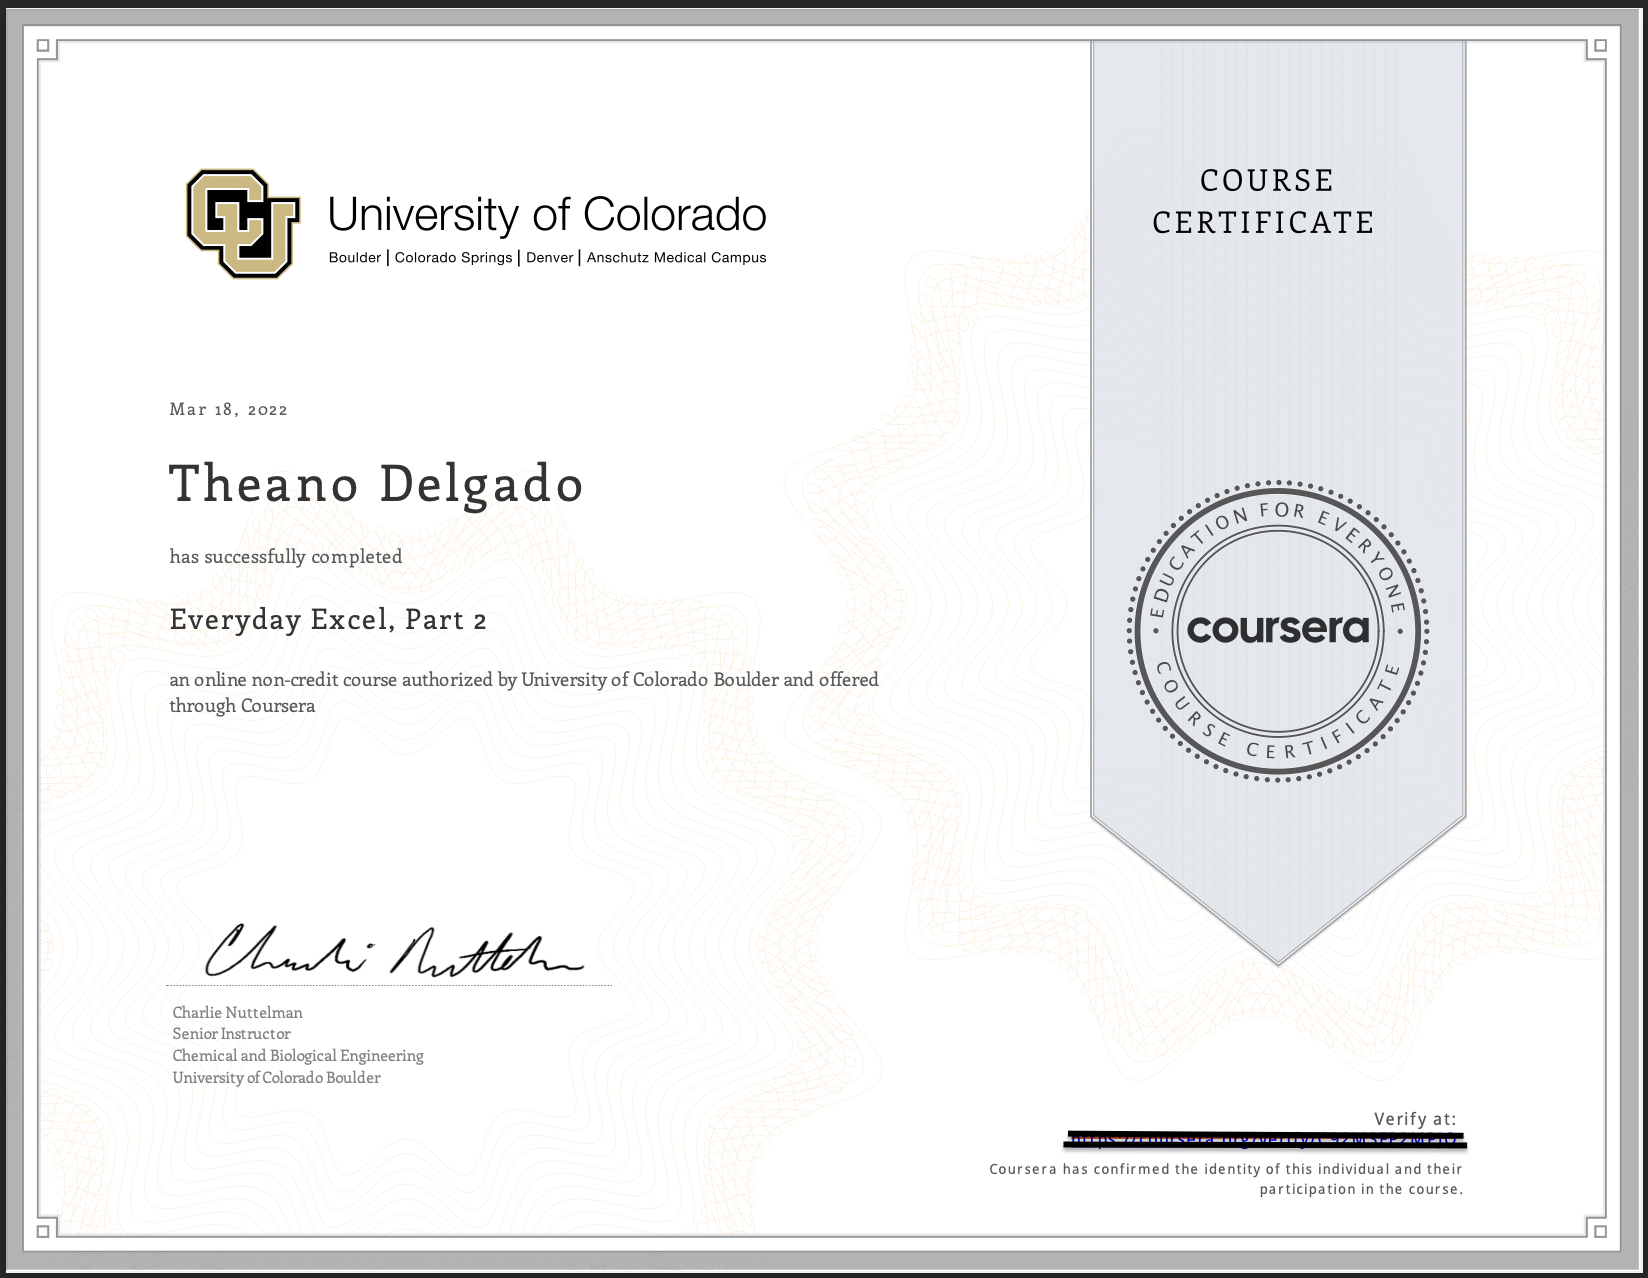 University of Colorado
Boulder | Colorado Springs | Denver | Anschutz Medical Campus
COURSE
CERTIFICATE
Mar 18, 2022
Theano Delgado
has successfully completed
Everyday Excel, Part 2
an online non-credit course authorized by University of Colorado Boulder and offered
through Coursera
EDUCATION FOR EVERYONE
coursera
COURSE CERTIFICATE
Charlie Nuttelman
Charlie Nuttelman
Senior Instructor
Chemical and Biological Engineering
University of Colorado Boulder
Verify at:
Coursera has confirmed the identity of this individual and their
participation in the course.